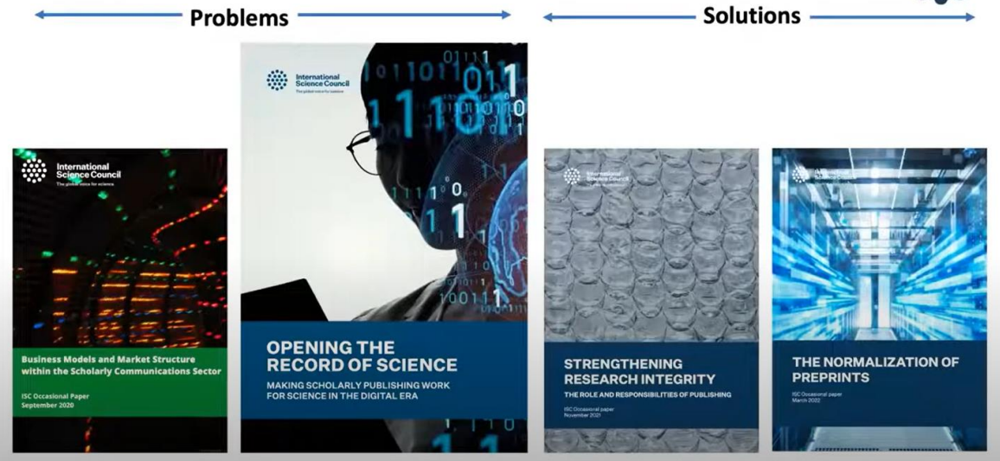 Problems
Solutions
International
Science Council
The global voice for science
Business Models and Market Structure
within the Scholarly Communications Sector
ISC Occasional Paper
September 2020
International
Science Council
The global voice for science
OPENING THE
RECORD OF SCIENCE
MAKING SCHOLARLY PUBLISHING WORK
FOR SCIENCE IN THE DIGITAL ERA
International
Science Council
STRENGTHENING
RESEARCH INTEGRITY
THE ROLE AND RESPONSIBILITIES OF PUBLISHING
ISC Occasional paper
November 2021
Science Council
THE NORMALIZATION OF
PREPRINTS
ISC Occasional paper
March 2022